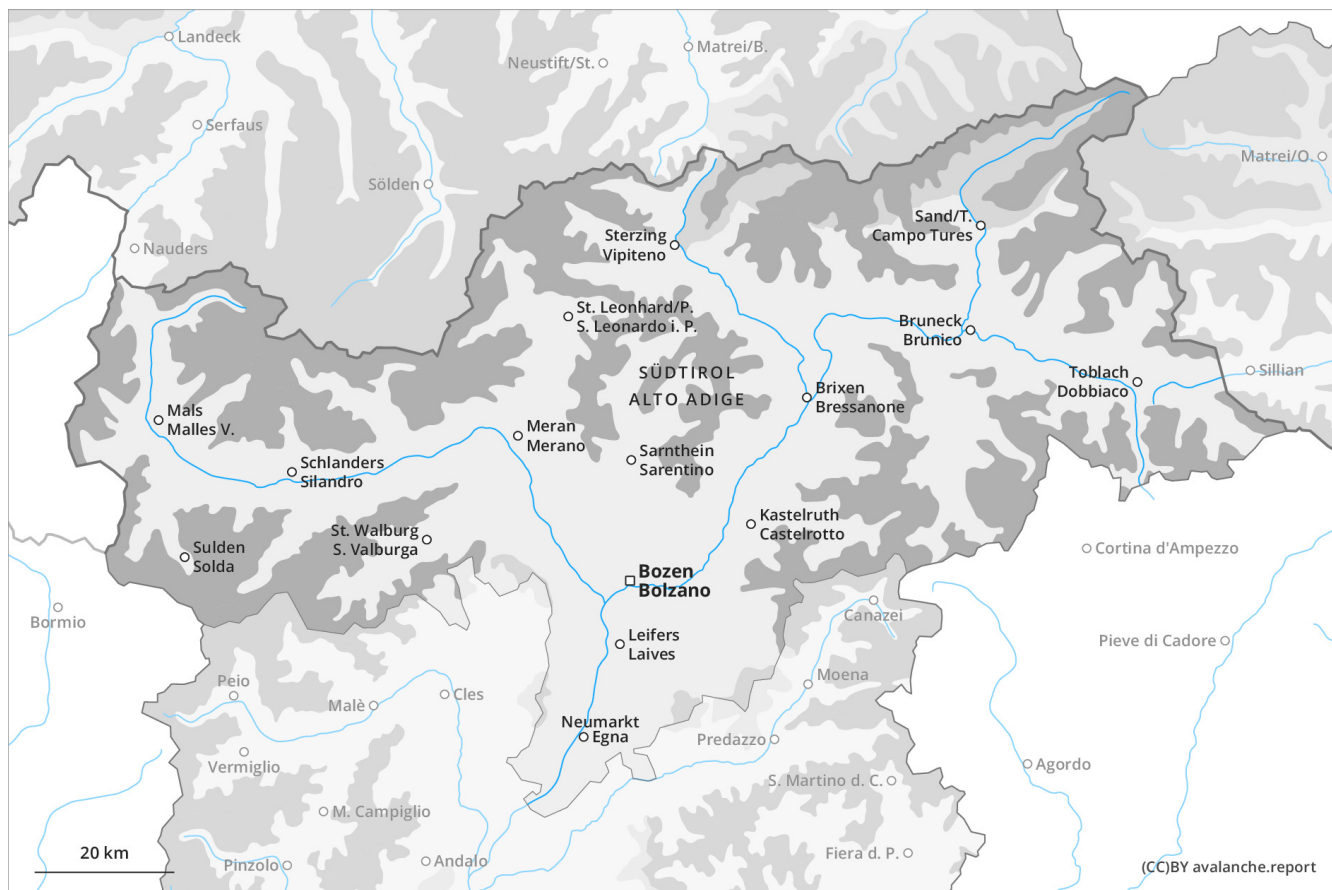 Landeck
Matrei/B.
Neustift/St.
Serfaus
Matrei/O.
Sölden
Sand/T.
Campo Tures
Nauders
Sterzing
Vipiteno
St. Leonhard/P.
S. Leonardo i. P.
Bruneck
Brunico
SÜDTIROL
ALTO ADIGE
Toblach
Dobbiaco
Sillian
Brixen
Bressanone
Mals
Malles V.
Meran
Merano
Sarnthein
Sarentino
Schlanders
Silandro
Kastelruth
Castelrotto
St. Walburg
S. Valburga
Sulden
Solda
Cortina d'Ampezzo
Bozen
Bolzano
Bormio
Canazei
Leifers
Laives
Pieve di Cadore
Peio
Moena
Malè
Cles
Neumarkt
Egna
Predazzo
Vermiglio
Agordo
S. Martino d. C.
M. Campiglio
20 km
Pinzolo
Andalo
Fiera d. P.
(CC)BY avalanche.report